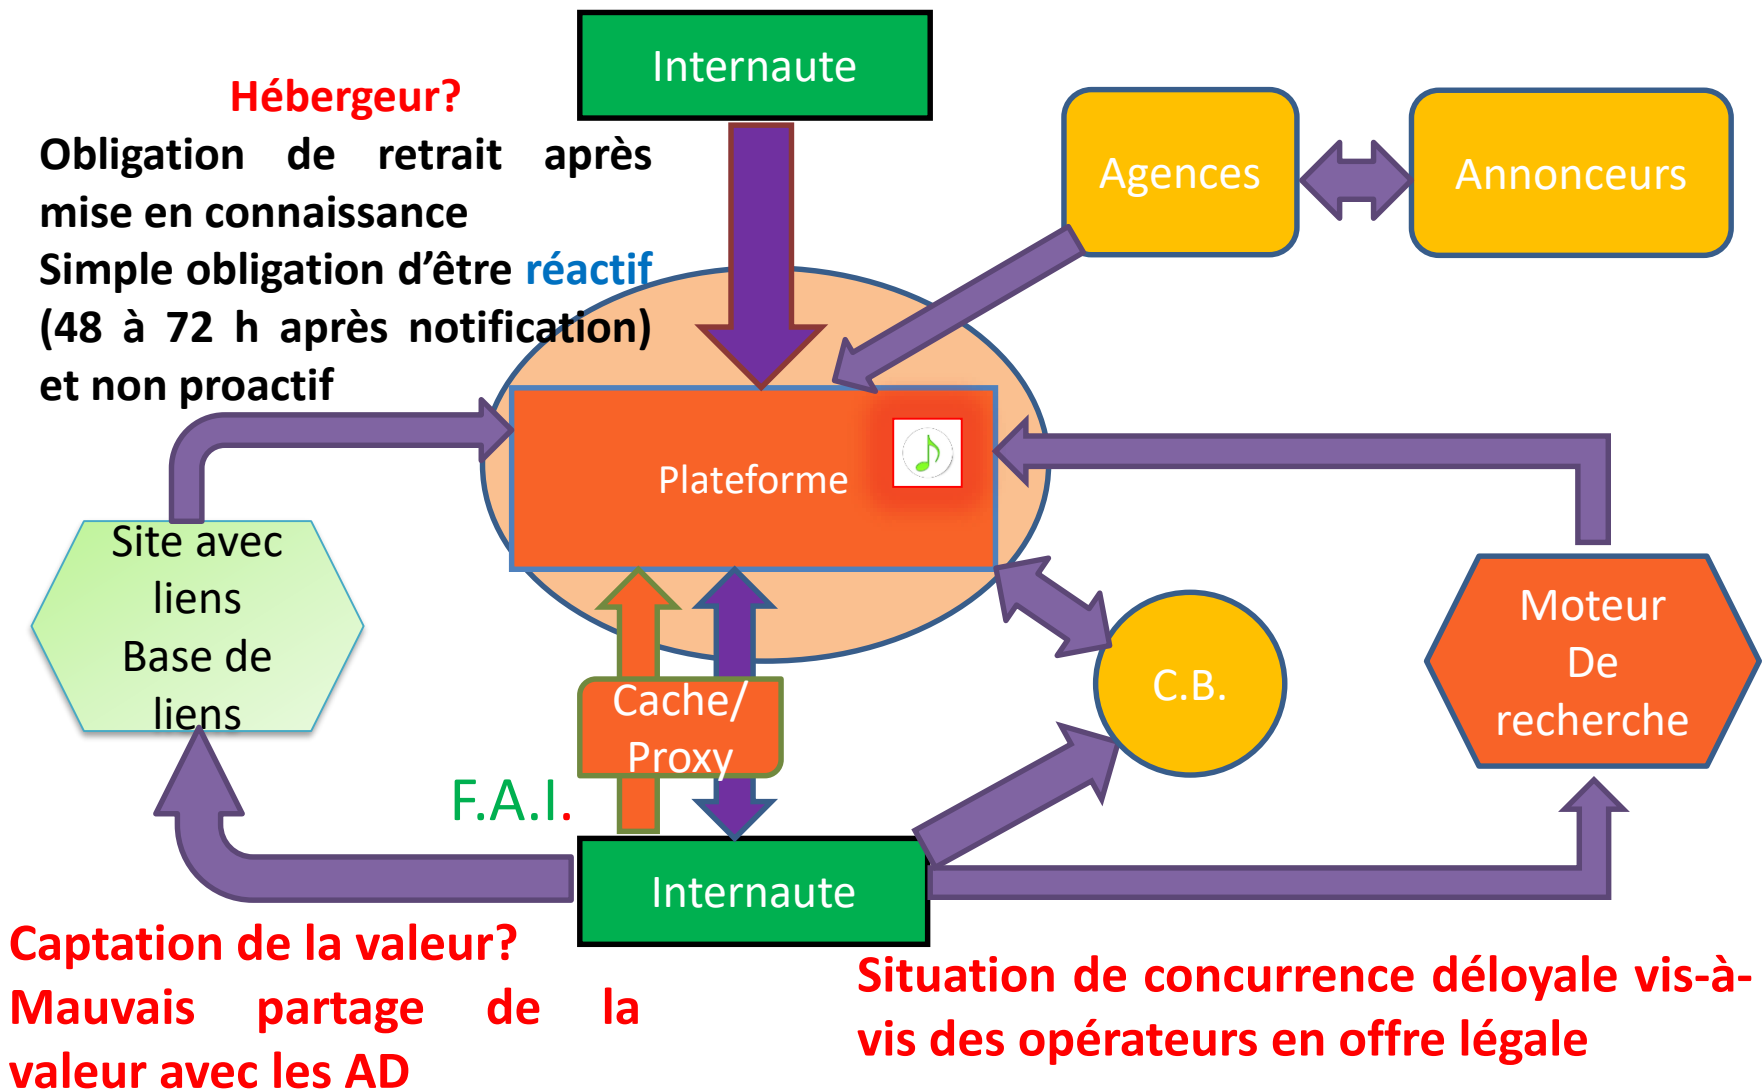 Internaute
Hébergeur?
Obligation de retrait après
mise en connaissance
Simple obligation d’être réactif
(48 à 72 h après notification)
et non proactif
Agences
Annonceurs
Plateforme
Site avec
liens
Base de
liens
Cache/
Proxy
C.B.
Moteur
De
recherche
F.A.I.
Internaute
Captation de la valeur?
Mauvais partage de la
valeur avec les AD
Situation de concurrence déloyale vis-à-
vis des opérateurs en offre légale